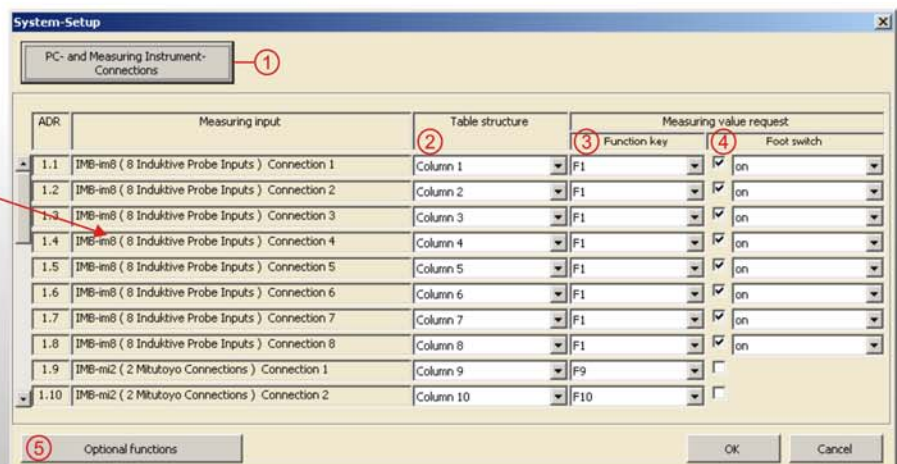 System-Setup
PC- and Measuring Instrument-
Connections
1
ADR Measuring input Table structure Measuring value request
2 3 Function key 4 Foot switch
1.1 IMB-im8 ( 8 Induktive Probe Inputs ) Connection 1 Column 1 F1 on
1.2 IMB-im8 ( 8 Induktive Probe Inputs ) Connection 2 Column 2 F1 on
1.3 IMB-im8 ( 8 Induktive Probe Inputs ) Connection 3 Column 3 F1 on
1.4 IMB-im8 ( 8 Induktive Probe Inputs ) Connection 4 Column 4 F1 on
1.5 IMB-im8 ( 8 Induktive Probe Inputs ) Connection 5 Column 5 F1 on
1.6 IMB-im8 ( 8 Induktive Probe Inputs ) Connection 6 Column 6 F1 on
1.7 IMB-im8 ( 8 Induktive Probe Inputs ) Connection 7 Column 7 F1 on
1.8 IMB-im8 ( 8 Induktive Probe Inputs ) Connection 8 Column 8 F1 on
1.9 IMB-mi2 ( 2 Mitutoyo Connections ) Connection 1 Column 9 F9
1.10 IMB-mi2 ( 2 Mitutoyo Connections ) Connection 2 Column 10 F10
5 Optional functions OK Cancel